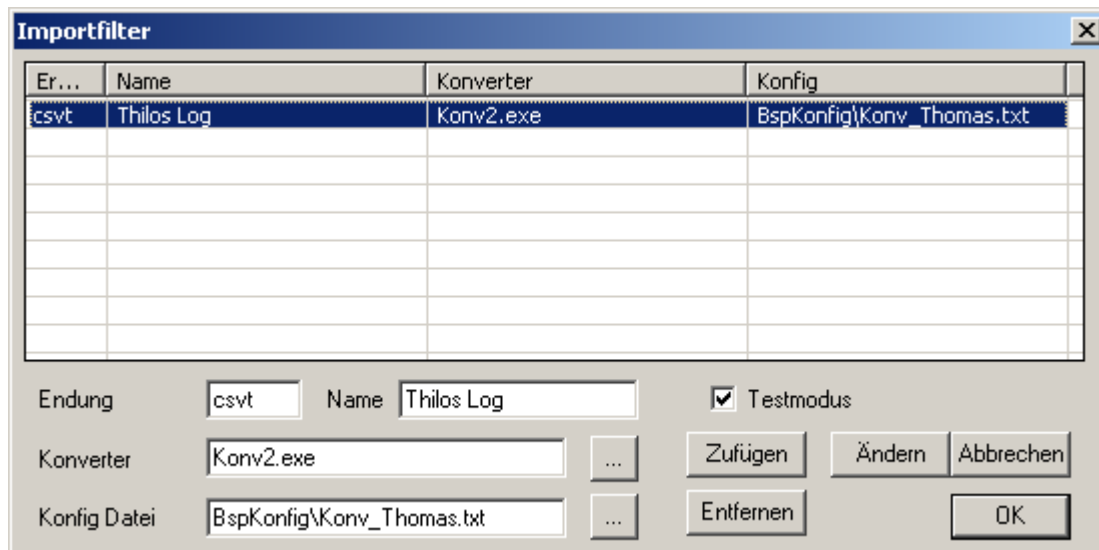 Importfilter
Er... Name Konverter Konfig
csvt Thilos Log Konv2.exe BspKonfig\Konv_Thomas.txt
Endung csvt Name Thilos Log Testmodus
Konverter Konv2.exe ... Zufügen Ändern Abbrechen
Konfig Datei BspKonfig\Konv_Thomas.txt ... Entfernen OK